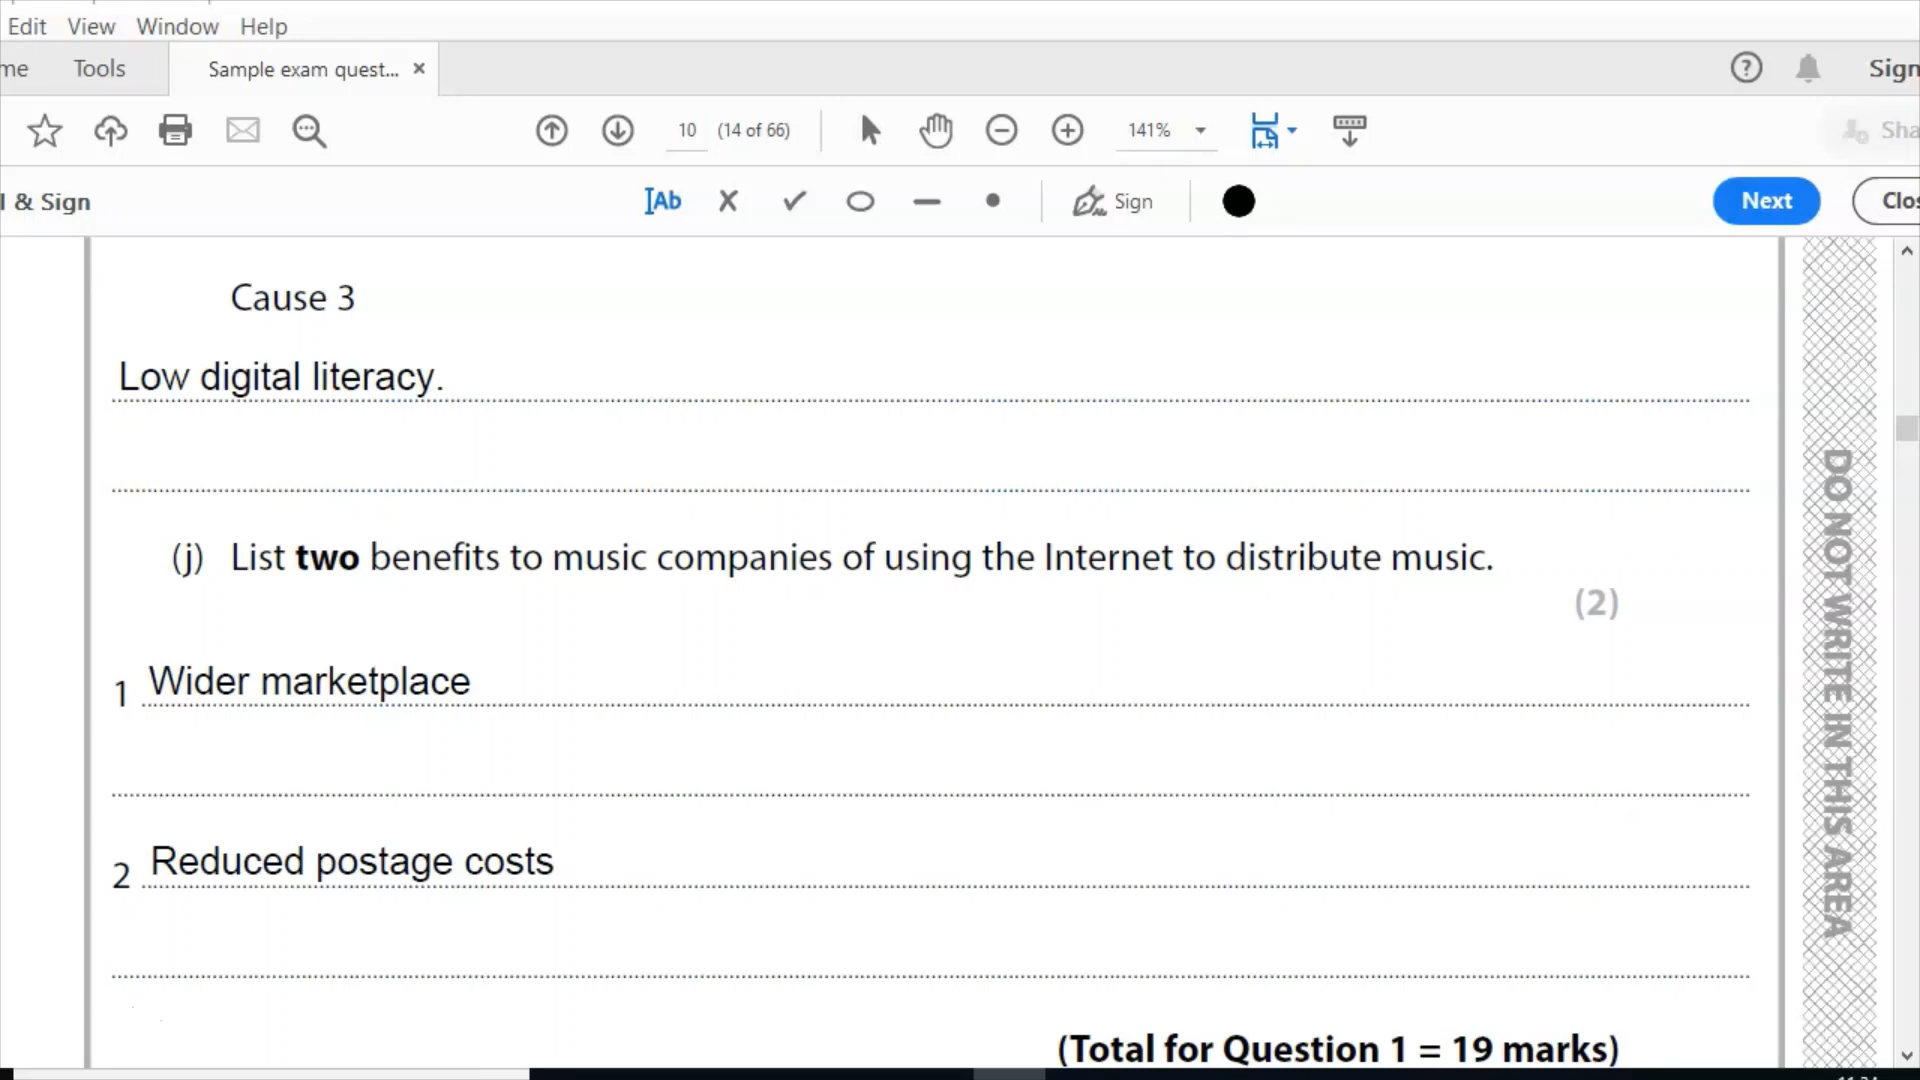 Edit View Window Help
me Tools Sample exam quest... × ? Sign
10 (14 of 66) 141% Sha
l & Sign IAb Sign Next Clos
Cause 3
Low digital literacy.
(j) List two benefits to music companies of using the Internet to distribute music.
(2)
1 Wider marketplace
2 Reduced postage costs
(Total for Question 1 = 19 marks)
DO NOT WRITE IN THIS AREA